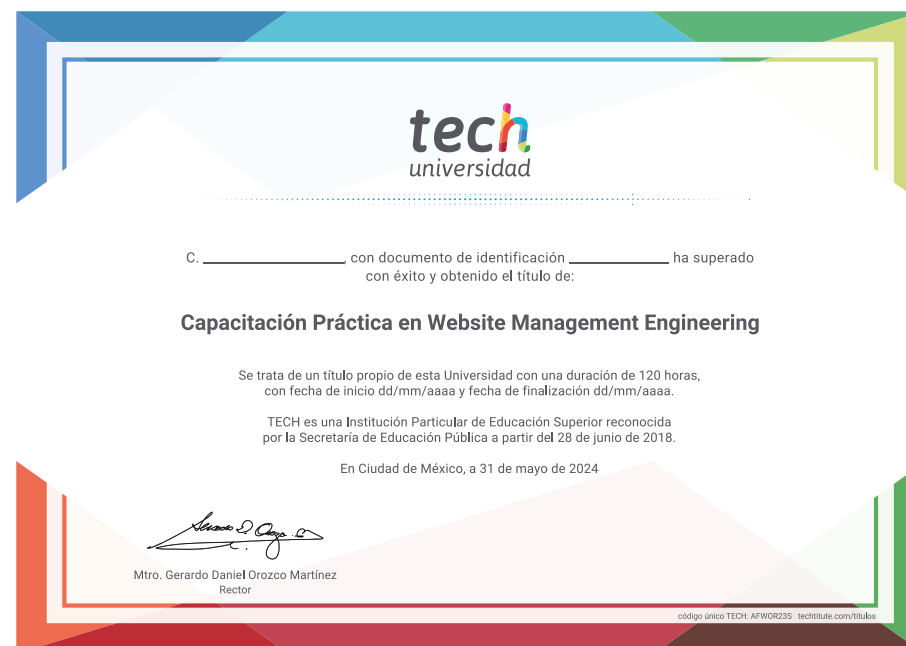 tech
universidad
C. ____________________, con documento de identificación ______________ ha superado
con éxito y obtenido el título de:
Capacitación Práctica en Website Management Engineering
Se trata de un título propio de esta Universidad con una duración de 120 horas,
con fecha de inicio dd/mm/aaaa y fecha de finalización dd/mm/aaaa.
TECH es una Institución Particular de Educación Superior reconocida
por la Secretaría de Educación Pública a partir del 28 de junio de 2018.
En Ciudad de México, a 31 de mayo de 2024
Mtro. Gerardo Daniel Orozco Martínez
Rector
código único TECH: AFWOR23S techtitute.com/titulos